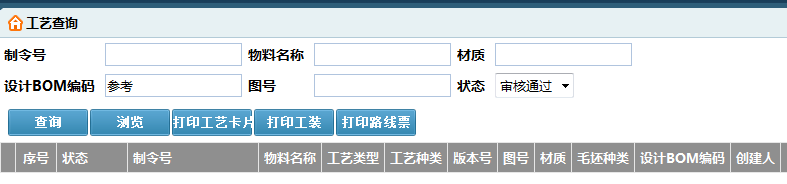 工艺查询
制令号 物料名称 材质
设计BOM编码 参考 图号 状态 审核通过
查询 浏览 打印工艺卡片 打印工装 打印路线票
序号 状态 制令号 物料名称 工艺类型 工艺种类 版本号 图号 材质 毛坯种类 设计BOM编码 创建人